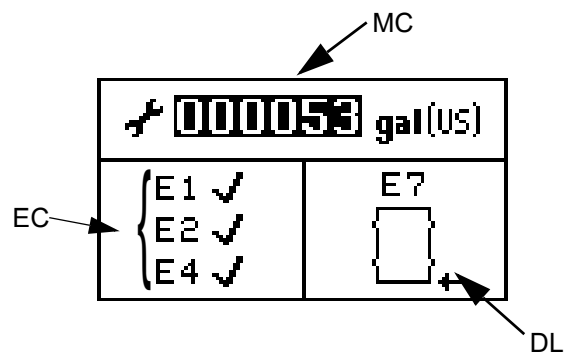 MC
000053 gal(US)
E1 ✓
E2 ✓
E4 ✓
E7
EC
DL